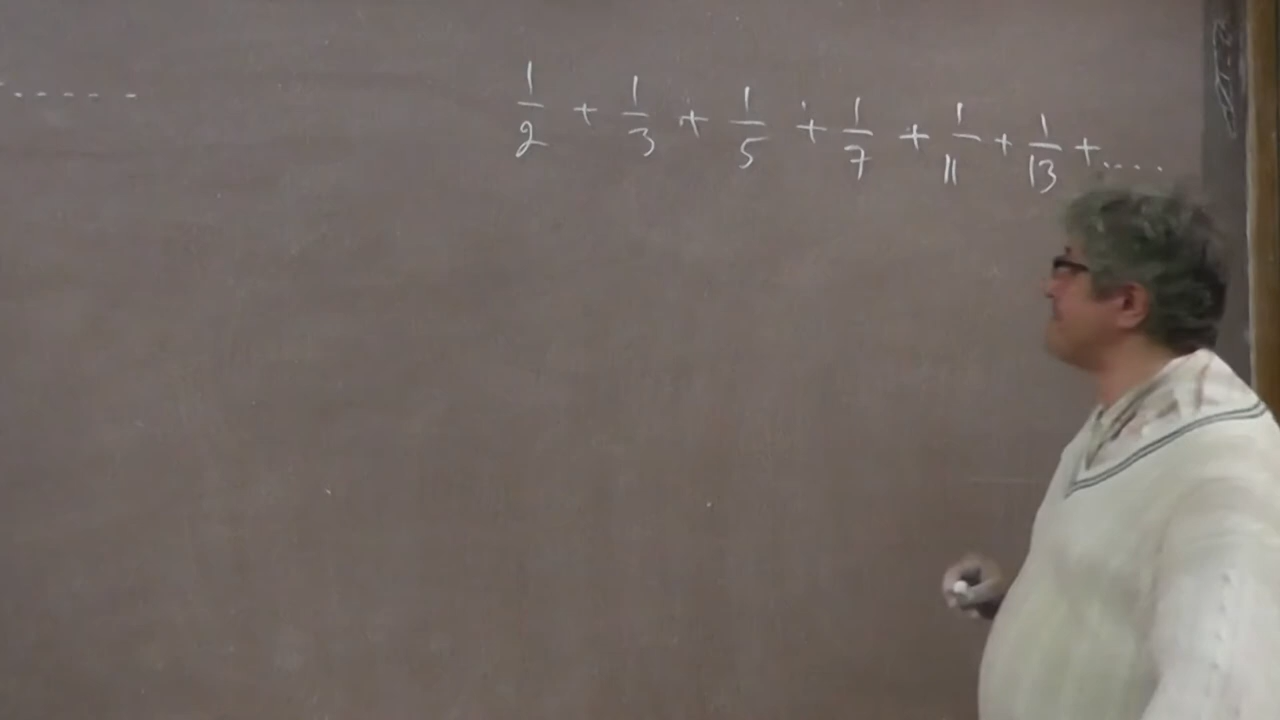 ------
1/2 + 1/3 + 1/5 + 1/7 + 1/11 + 1/13 + ....